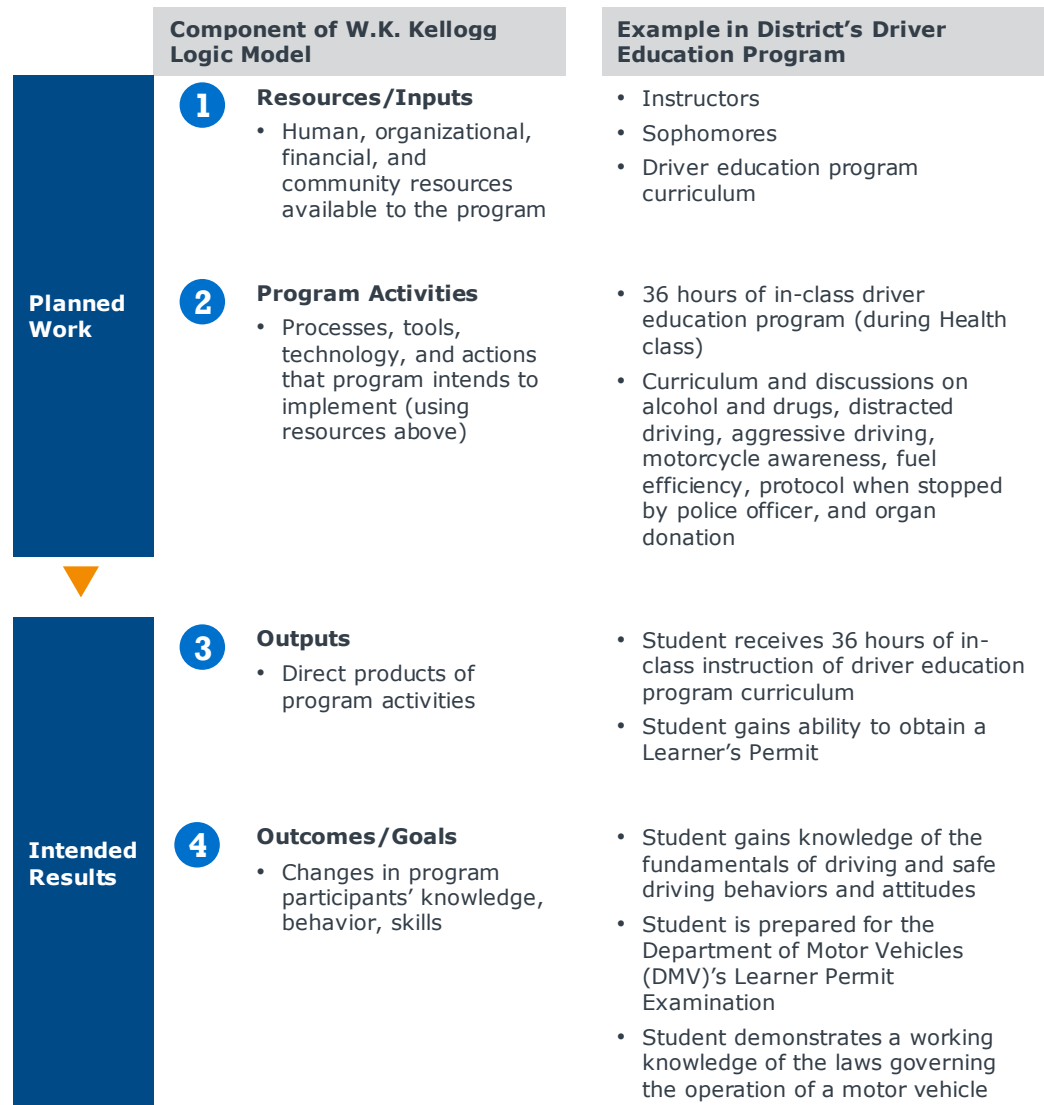 Component of W.K. Kellogg
Logic Model
Example in District's Driver
Education Program
Planned
Work
1
Resources/Inputs
• Human, organizational,
financial, and
community resources
available to the program
• Instructors
• Sophomores
• Driver education program
curriculum
2
Program Activities
• Processes, tools,
technology, and actions
that program intends to
implement (using
resources above)
• 36 hours of in-class driver
education program (during Health
class)
• Curriculum and discussions on
alcohol and drugs, distracted
driving, aggressive driving,
motorcycle awareness, fuel
efficiency, protocol when stopped
by police officer, and organ
donation
Intended
Results
3
Outputs
• Direct products of
program activities
• Student receives 36 hours of in-
class instruction of driver education
program curriculum
• Student gains ability to obtain a
Learner's Permit
4
Outcomes/Goals
• Changes in program
participants' knowledge,
behavior, skills
• Student gains knowledge of the
fundamentals of driving and safe
driving behaviors and attitudes
• Student is prepared for the
Department of Motor Vehicles
(DMV)'s Learner Permit
Examination
• Student demonstrates a working
knowledge of the laws governing
the operation of a motor vehicle